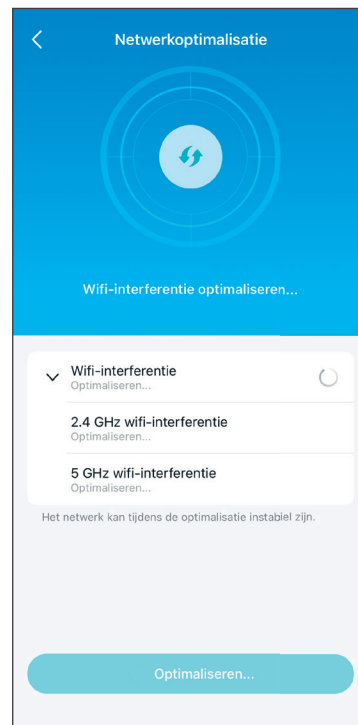 Netwerkoptimalisatie
Wifi-interferentie optimaliseren...
Wifi-interferentie
Optimaliseren...
2.4 GHz wifi-interferentie
Optimaliseren...
5 GHz wifi-interferentie
Optimaliseren...
Het netwerk kan tijdens de optimalisatie instabiel zijn.
Optimaliseren...